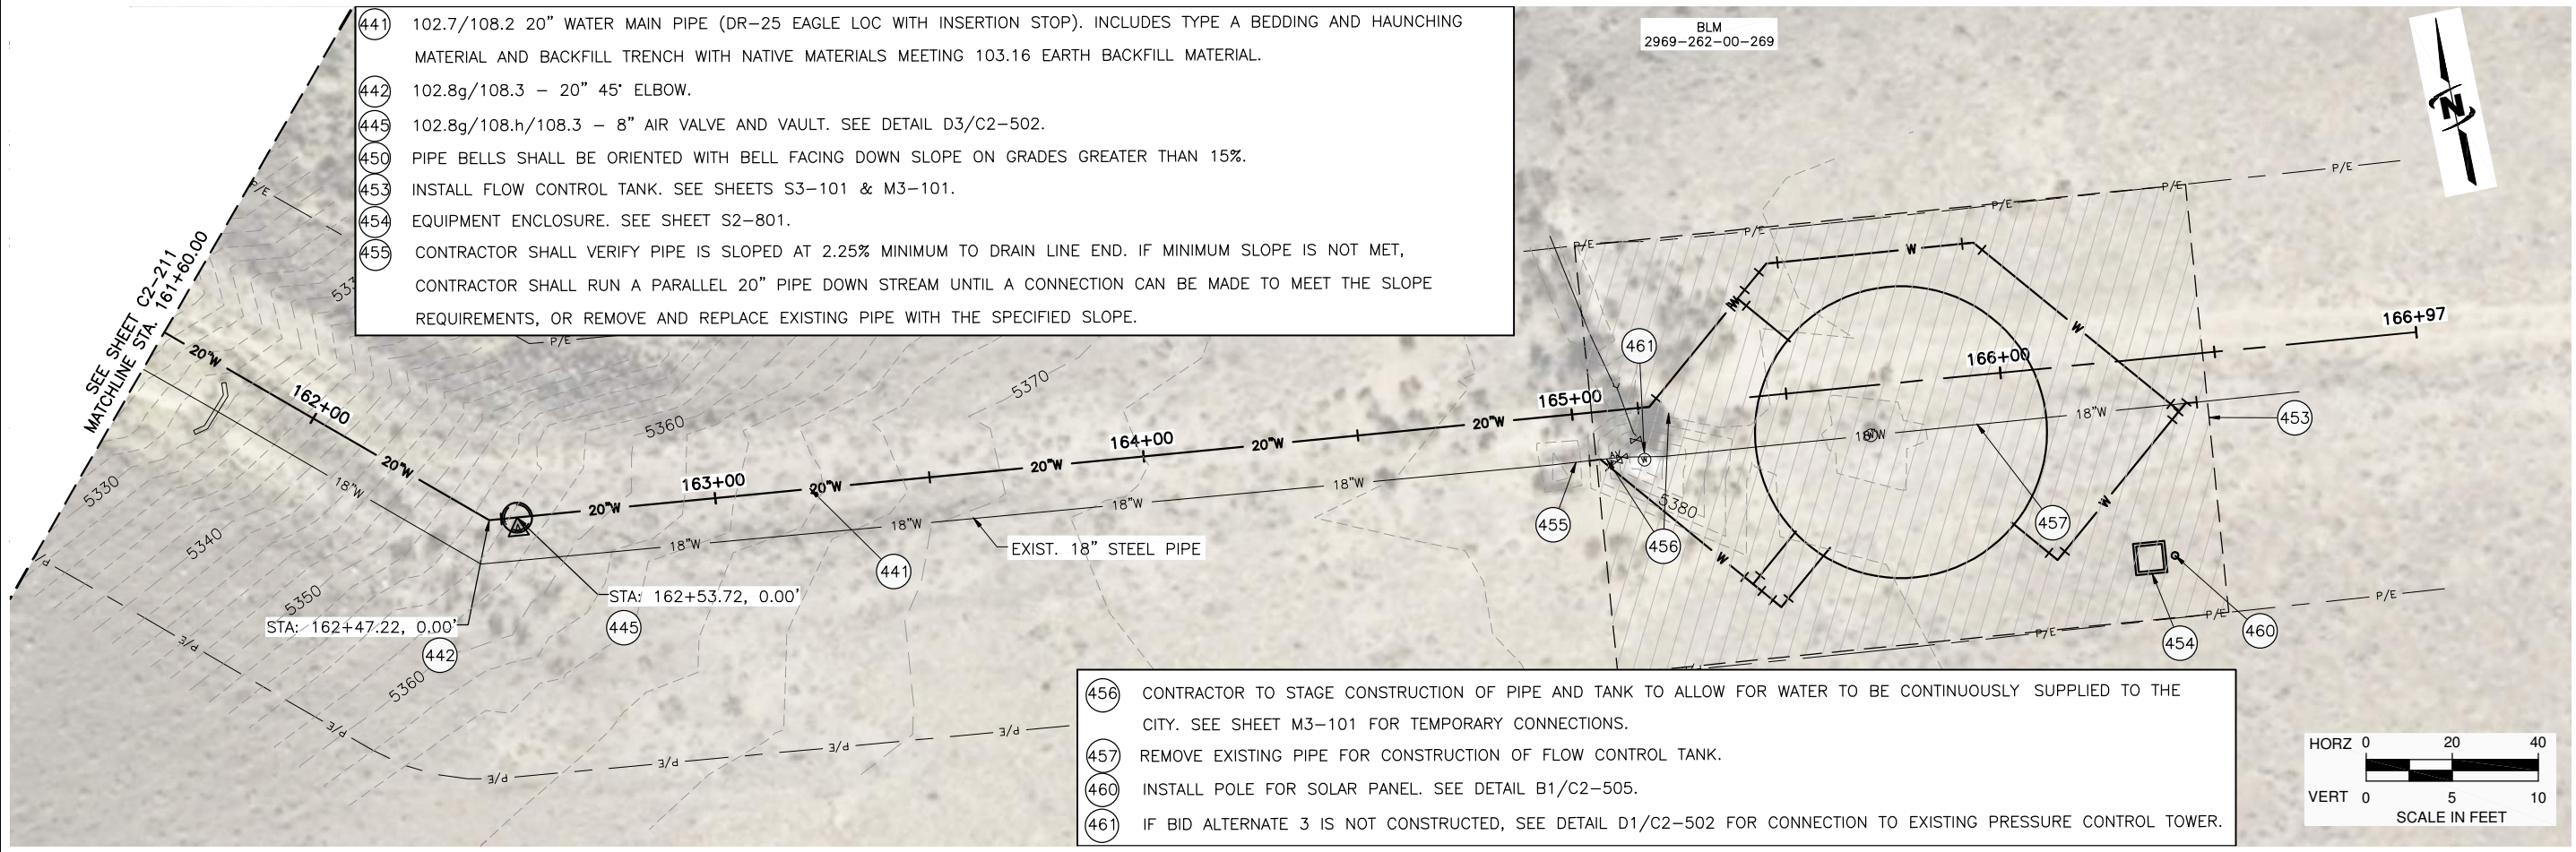 441 102.7/108.2 20” WATER MAIN PIPE (DR-25 EAGLE LOC WITH INSERTION STOP). INCLUDES TYPE A BEDDING AND HAUNCHING
MATERIAL AND BACKFILL TRENCH WITH NATIVE MATERIALS MEETING 103.16 EARTH BACKFILL MATERIAL.
442 102.8g/108.3 - 20” 45° ELBOW.
445 102.8g/108.h/108.3 - 8” AIR VALVE AND VAULT. SEE DETAIL D3/C2-502.
450 PIPE BELLS SHALL BE ORIENTED WITH BELL FACING DOWN SLOPE ON GRADES GREATER THAN 15%.
453 INSTALL FLOW CONTROL TANK. SEE SHEETS S3-101 & M3-101.
454 EQUIPMENT ENCLOSURE. SEE SHEET S2-801.
455 CONTRACTOR SHALL VERIFY PIPE IS SLOPED AT 2.25% MINIMUM TO DRAIN LINE END. IF MINIMUM SLOPE IS NOT MET,
CONTRACTOR SHALL RUN A PARALLEL 20” PIPE DOWN STREAM UNTIL A CONNECTION CAN BE MADE TO MEET THE SLOPE
REQUIREMENTS, OR REMOVE AND REPLACE EXISTING PIPE WITH THE SPECIFIED SLOPE.
BLM
2969-262-00-269
N
SEE SHEET C2-211
MATCHLINE STA. 161+60.00
P/E
P/E
P/E
P/E
P/E
P/E
P/E
W
W
W
W
W
20”W
162+00
20”W
20”W
163+00
20”W
20”W
164+00
20”W
20”W
165+00
166+00
166+97
18”W
18”W
18”W
18”W
18”W
18”W
18”W
W
5330
5340
5350
5360
5360
5370
5380
461
453
455
456
457
454
460
441
EXIST. 18” STEEL PIPE
STA: 162+53.72, 0.00’
445
STA: 162+47.22, 0.00’
442
P/E
P/E
P/E
P/E
P/E
P/E
P/E
P/E
P/E
456 CONTRACTOR TO STAGE CONSTRUCTION OF PIPE AND TANK TO ALLOW FOR WATER TO BE CONTINUOUSLY SUPPLIED TO THE
CITY. SEE SHEET M3-101 FOR TEMPORARY CONNECTIONS.
457 REMOVE EXISTING PIPE FOR CONSTRUCTION OF FLOW CONTROL TANK.
460 INSTALL POLE FOR SOLAR PANEL. SEE DETAIL B1/C2-505.
461 IF BID ALTERNATE 3 IS NOT CONSTRUCTED, SEE DETAIL D1/C2-502 FOR CONNECTION TO EXISTING PRESSURE CONTROL TOWER.
HORZ 0 20 40
VERT 0 5 10
SCALE IN FEET